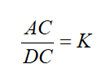 AC/DC = K